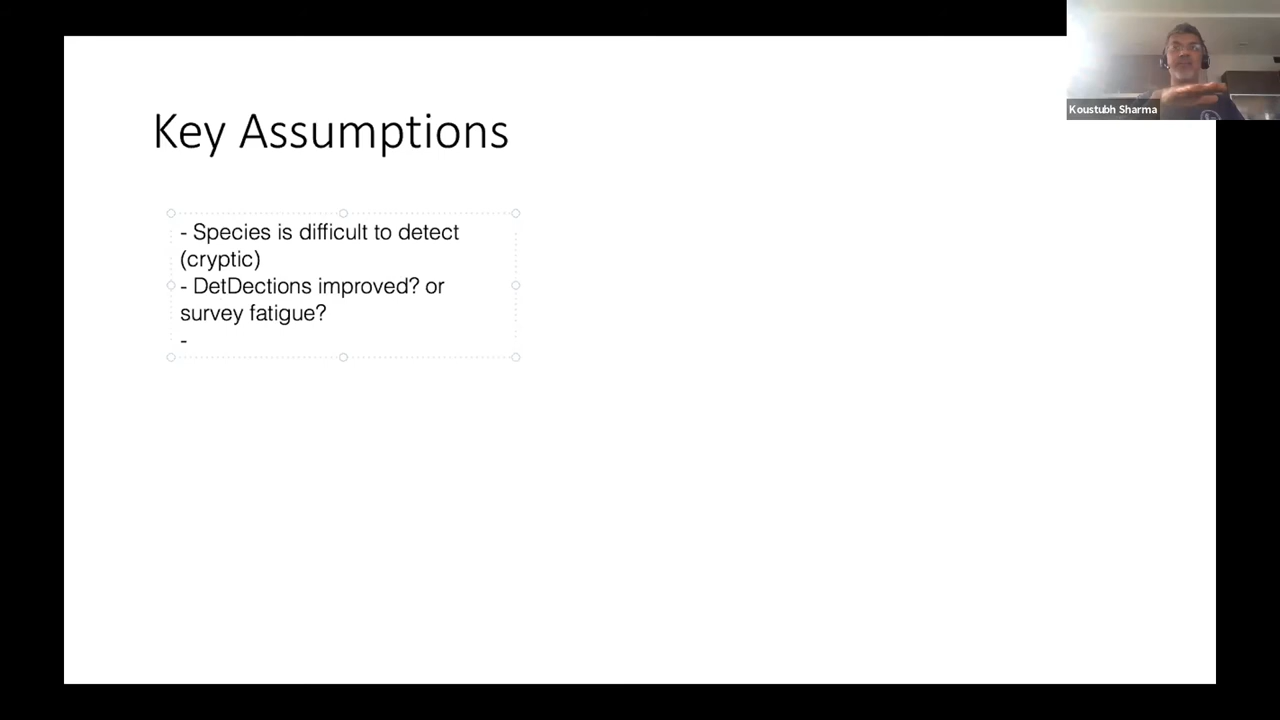 Koustubh Sharma
Key Assumptions
- Species is difficult to detect
(cryptic)
- DetDections improved? or
survey fatigue?
-